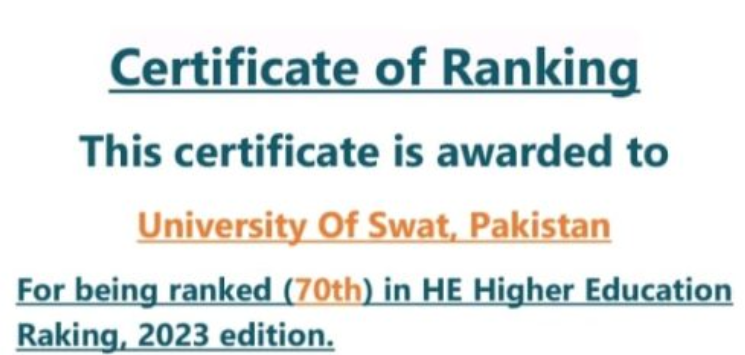 Certificate of Ranking
This certificate is awarded to
University Of Swat, Pakistan
For being ranked (70th) in HE Higher Education
Raking, 2023 edition.